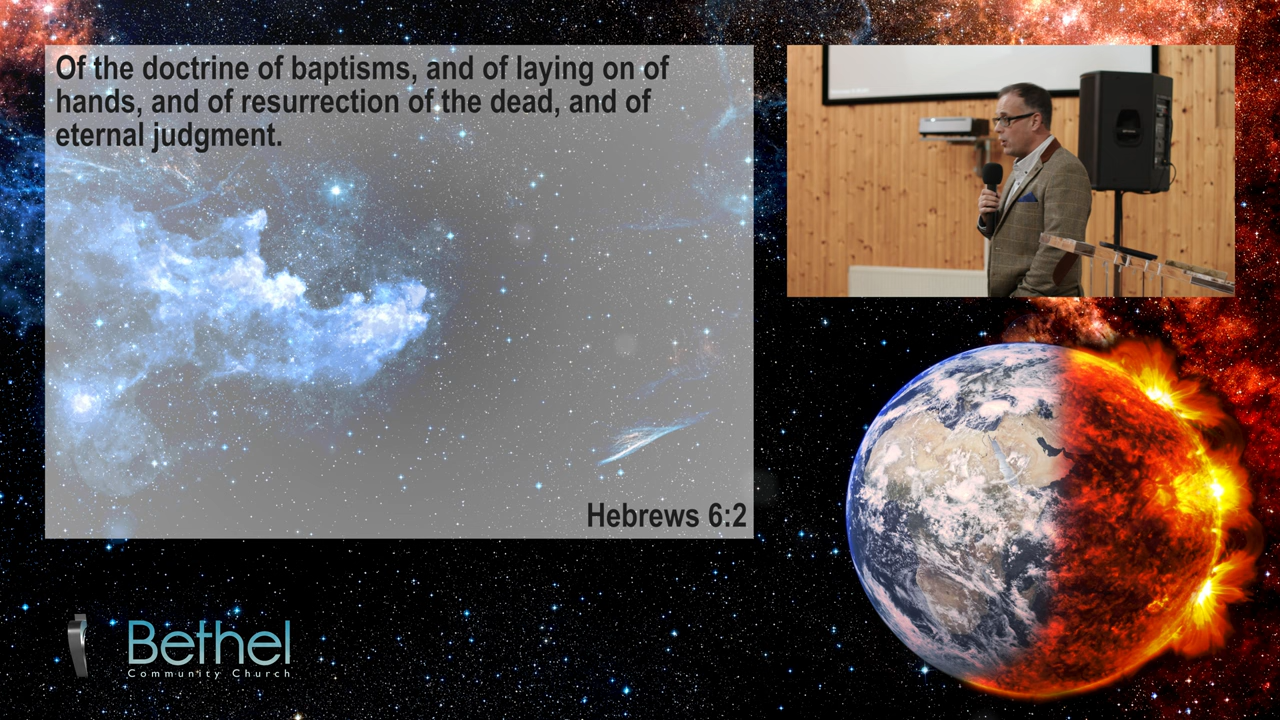 Of the doctrine of baptisms, and of laying on of
hands, and of resurrection of the dead, and of
eternal judgment.
Hebrews 6:2
Bethel
Community Church